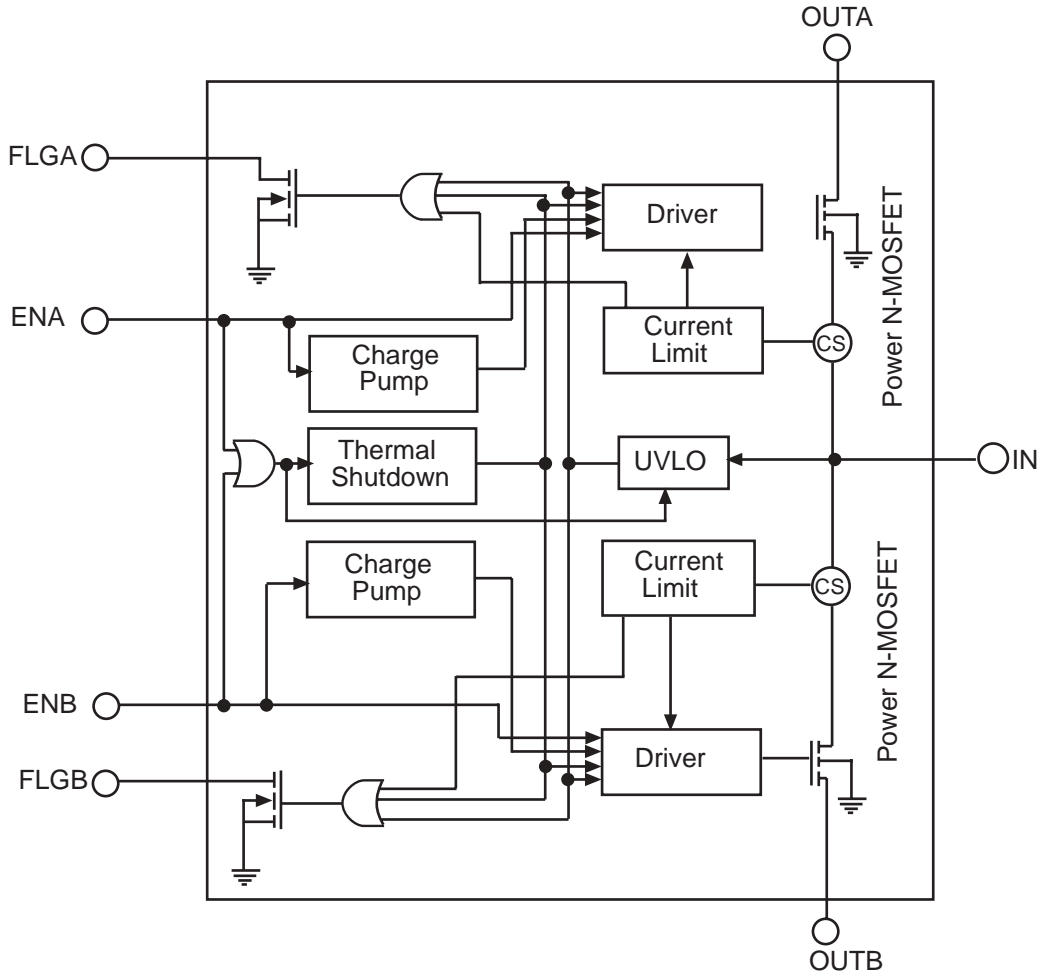 OUTA
FLGA
Driver
Power N-MOSFET
ENA
Current
Limit
CS
Charge
Pump
Thermal
Shutdown
UVLO
IN
Charge
Pump
Current
Limit
CS
Power N-MOSFET
ENB
Driver
FLGB
OUTB